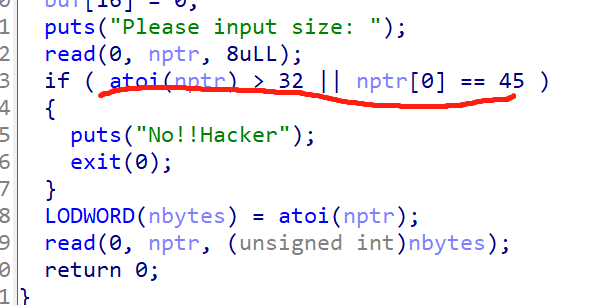 buf[16] = 0;
1 puts("Please input size: ");
2 read(0, nptr, 8uLL);
3 if ( atoi(nptr) > 32 || nptr[0] == 45 )
4 {
5 puts("No!!Hacker");
6 exit(0);
7 }
8 LODWORD(nbytes) = atoi(nptr);
9 read(0, nptr, (unsigned int)nbytes);
0 return 0;
1 }